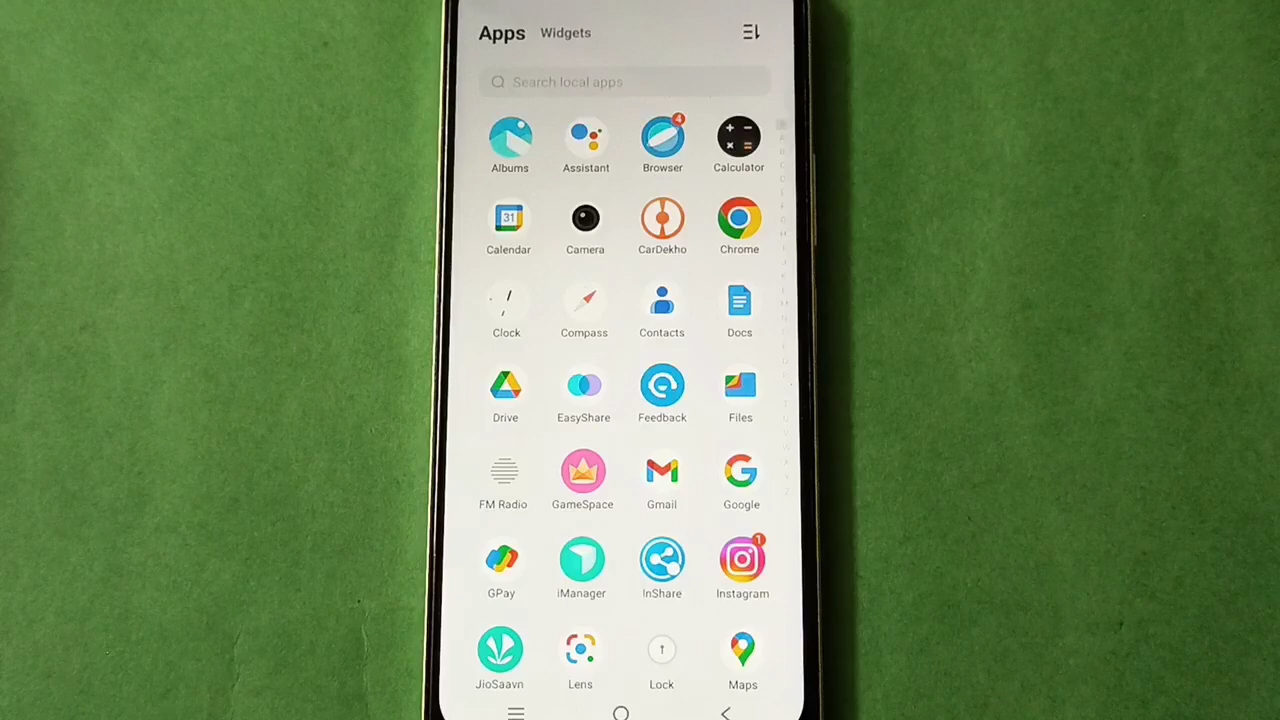 Apps Widgets
Search local apps
4
Albums Assistant Browser Calculator
31
Calendar Camera CarDekho Chrome
Clock Compass Contacts Docs
Drive EasyShare Feedback Files
FM Radio GameSpace Gmail Google
1
GPay iManager InShare Instagram
JioSaavn Lens Lock Maps